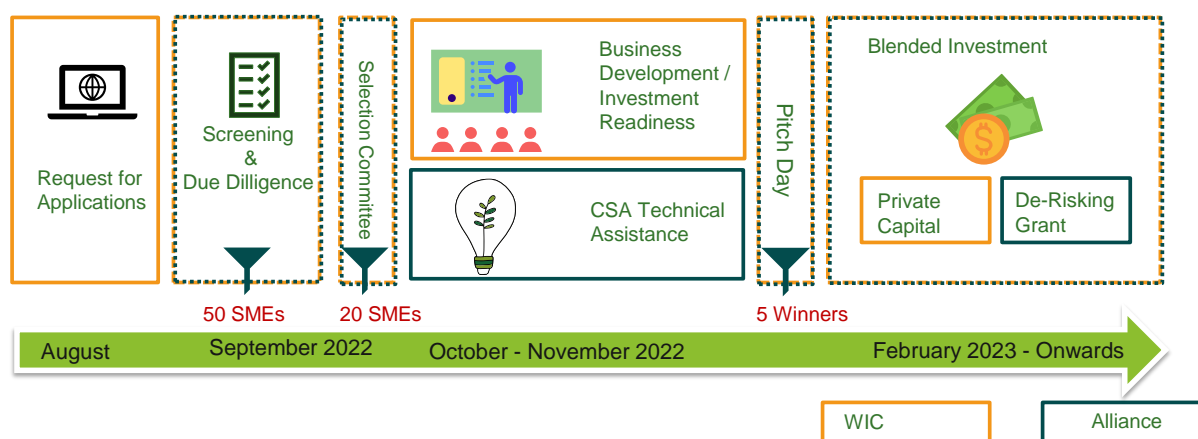 Request for
Applications
Screening
&
Due Dilligence
Selection Committee
Business
Development /
Investment
Readiness
CSA Technical
Assistance
Pitch Day
Blended Investment
$
Private
Capital
De-Risking
Grant
50 SMEs
20 SMEs
5 Winners
August
September 2022
October - November 2022
February 2023 - Onwards
WIC
Alliance